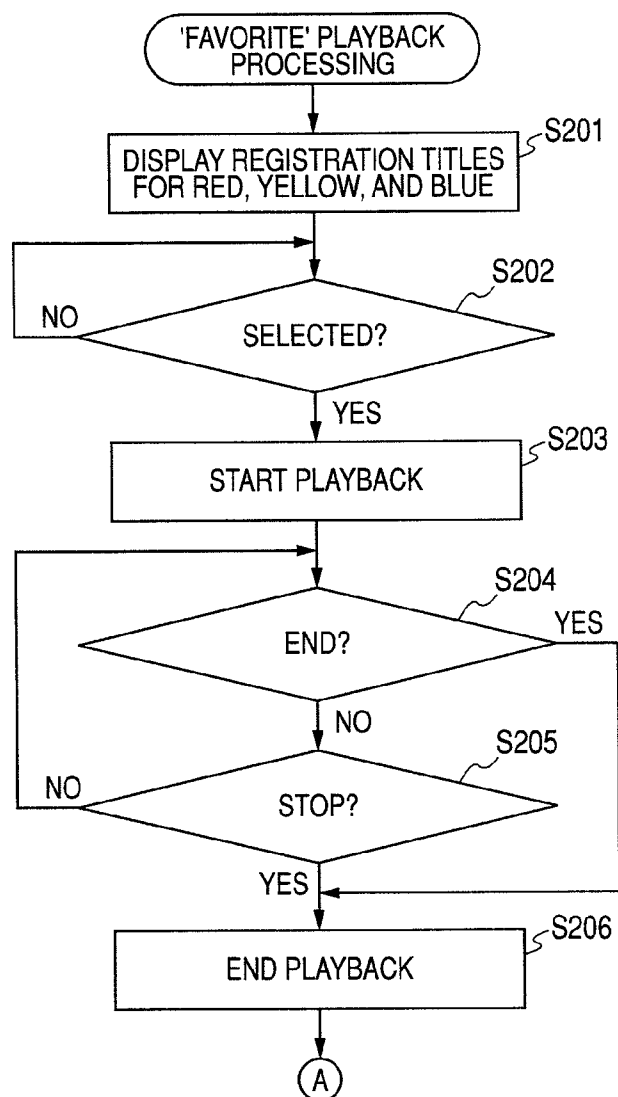 'FAVORITE' PLAYBACK
PROCESSING
S201
DISPLAY REGISTRATION TITLES
FOR RED, YELLOW, AND BLUE
S202
NO
SELECTED?
YES
S203
START PLAYBACK
S204
YES
END?
NO
S205
NO
STOP?
YES
S206
END PLAYBACK
A